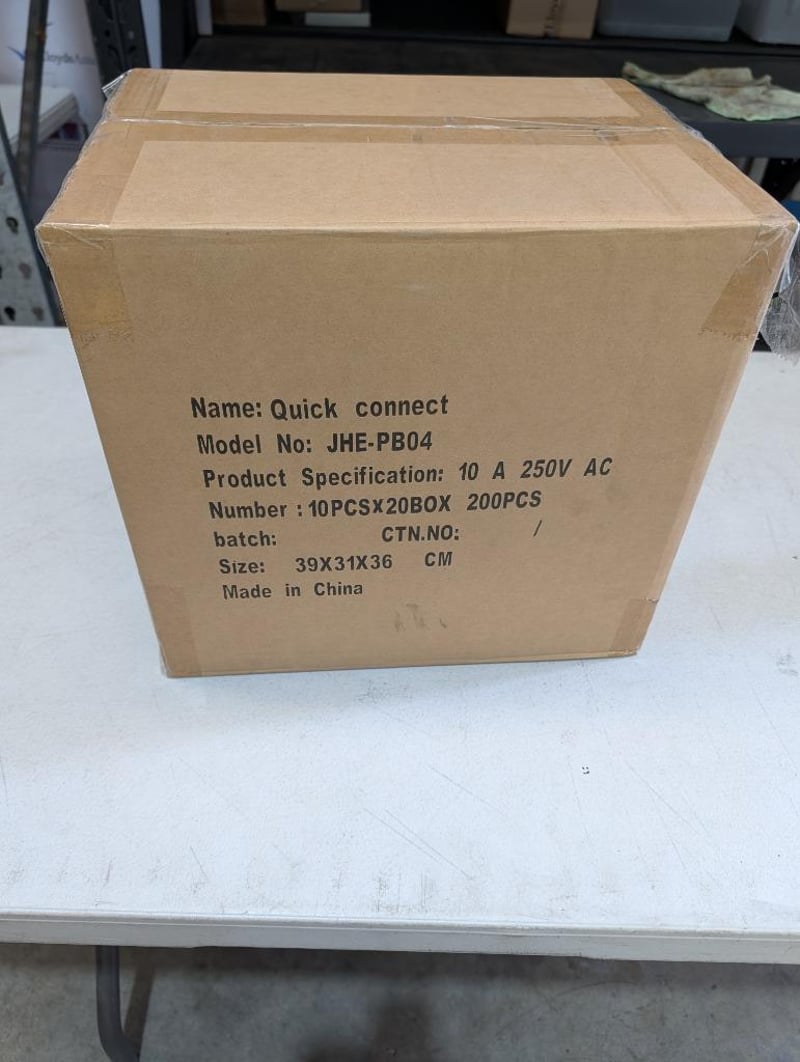 Name: Quick connect
Model No: JHE-PB04
Product Specification: 10 A 250V AC
Number : 10PCSX20BOX 200PCS
batch: CTN.NO: /
Size: 39X31X36 CM
Made in China